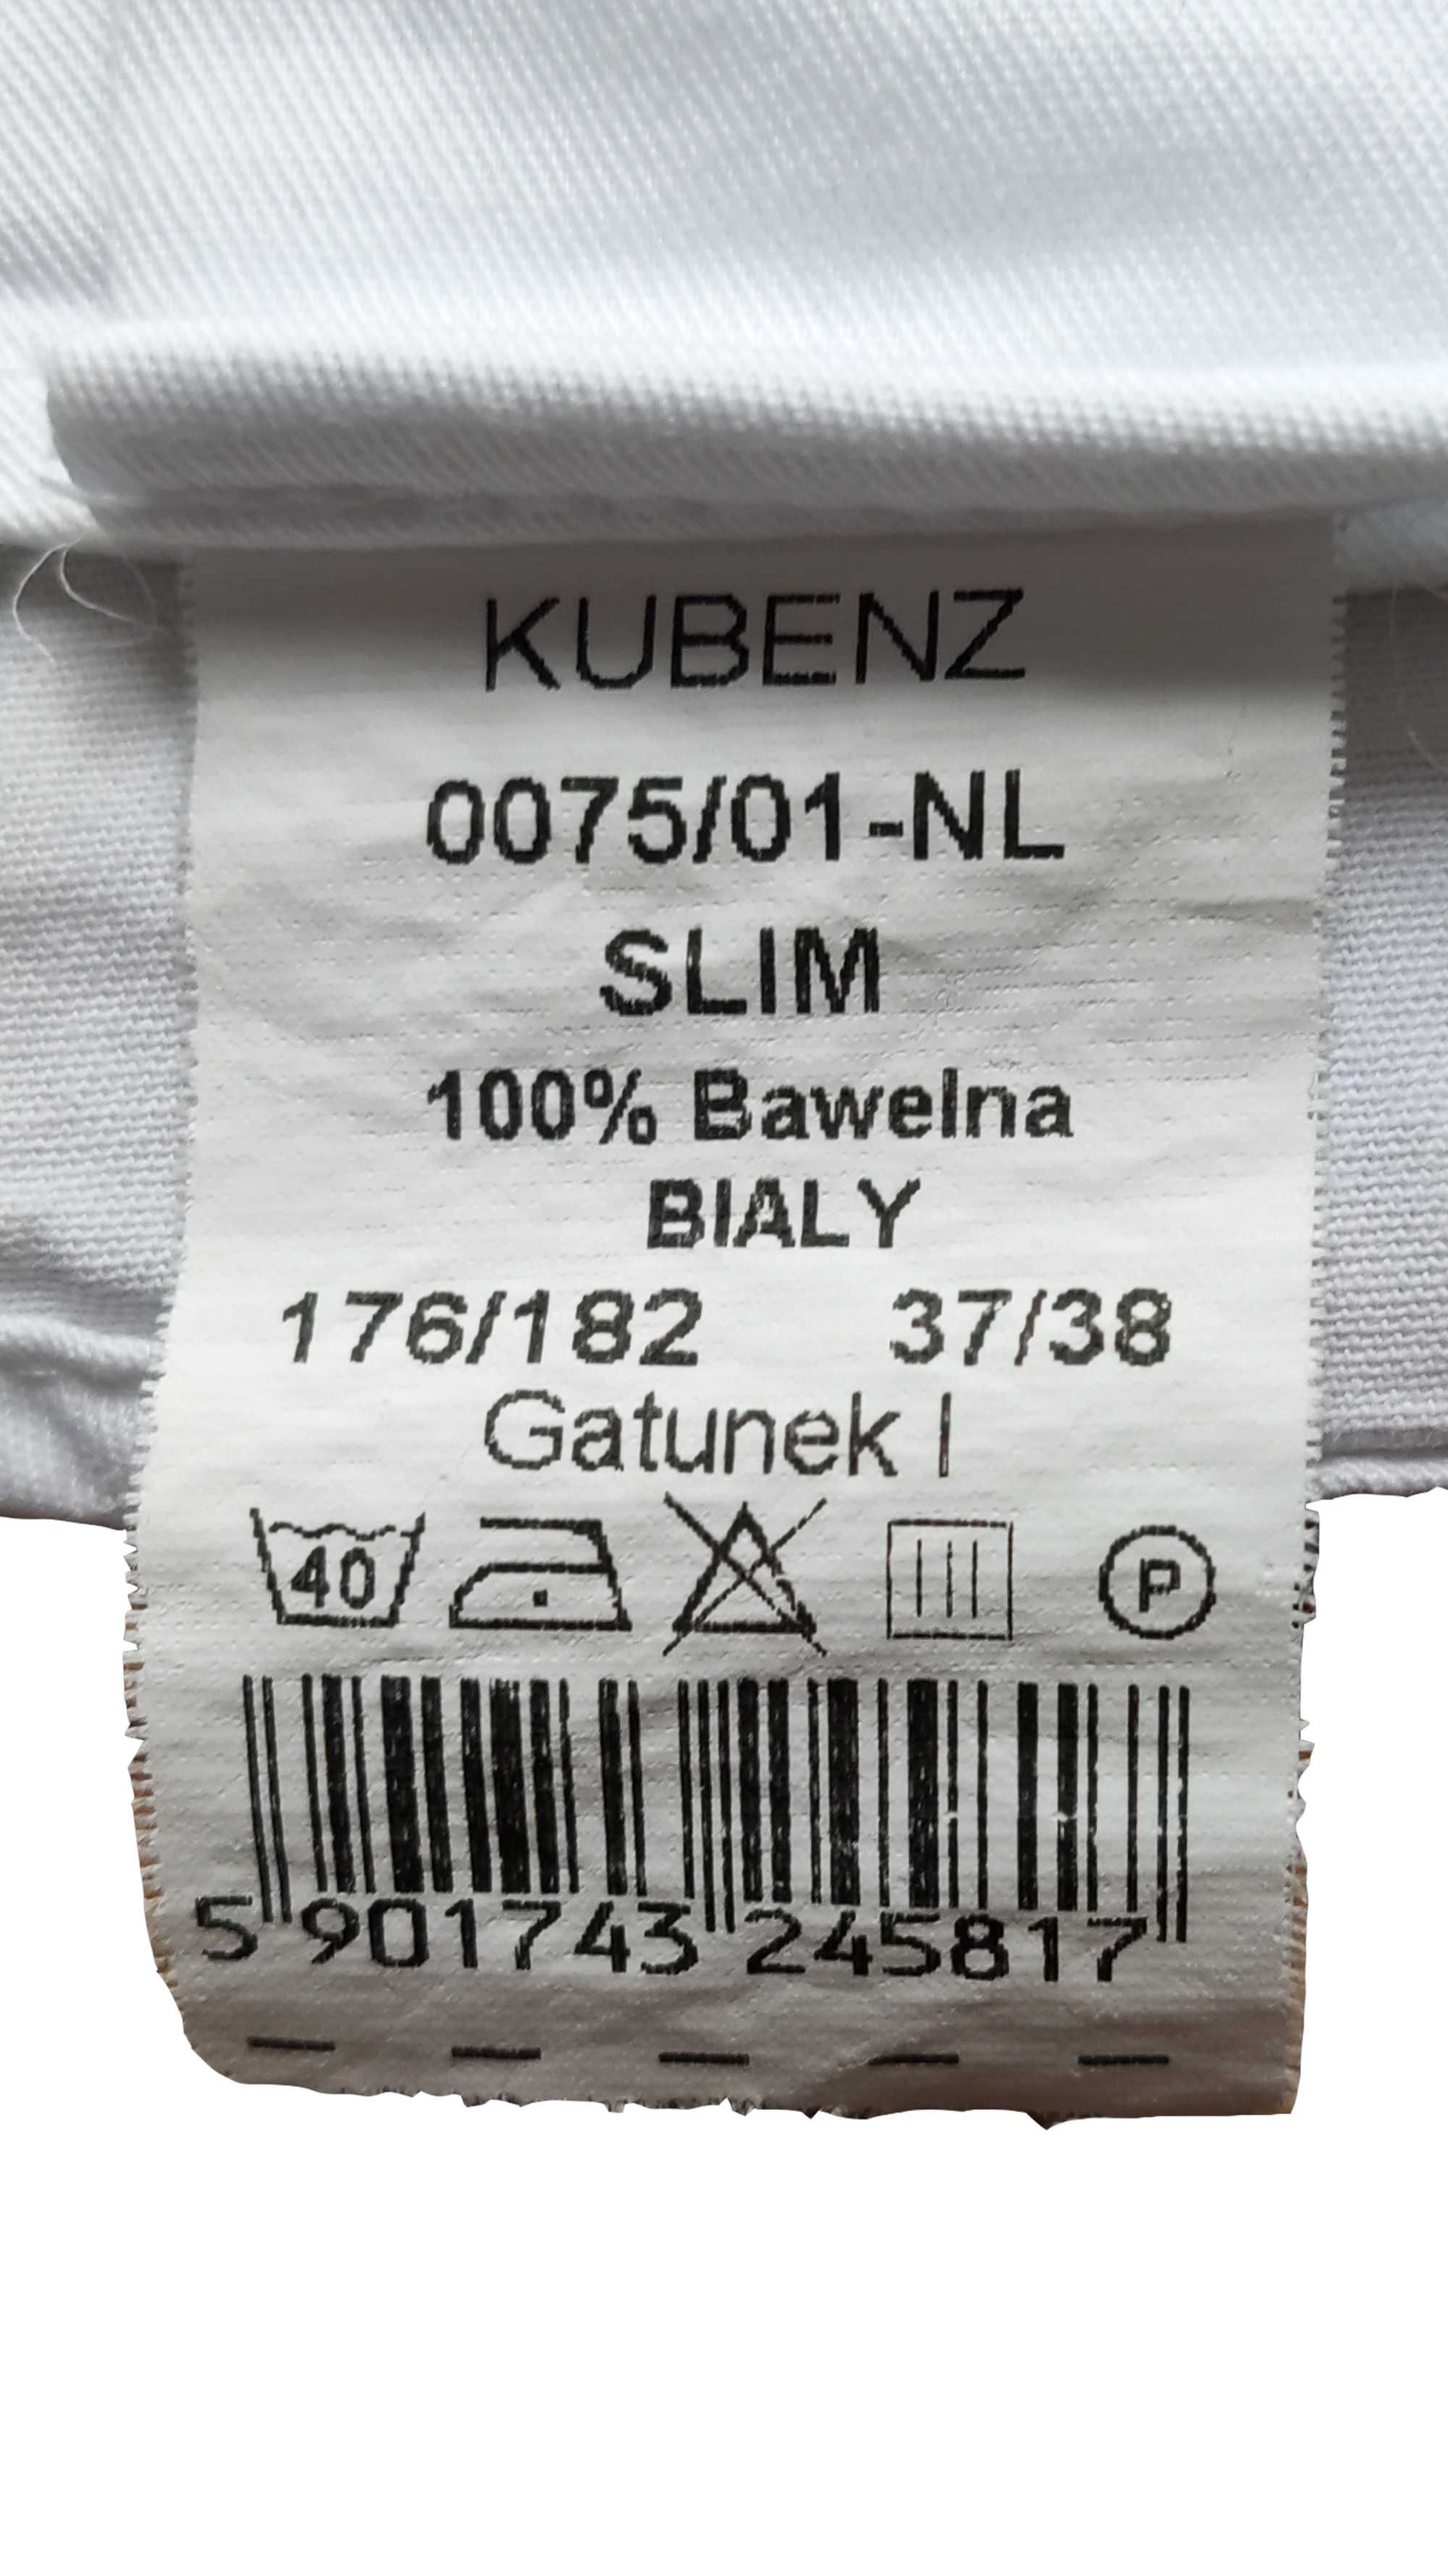 KUBENZ
0075/01-NL
SLIM
100% Bawelna
BIALY
176/182 37/38
Gatunek I
40 P
5 901743 245817